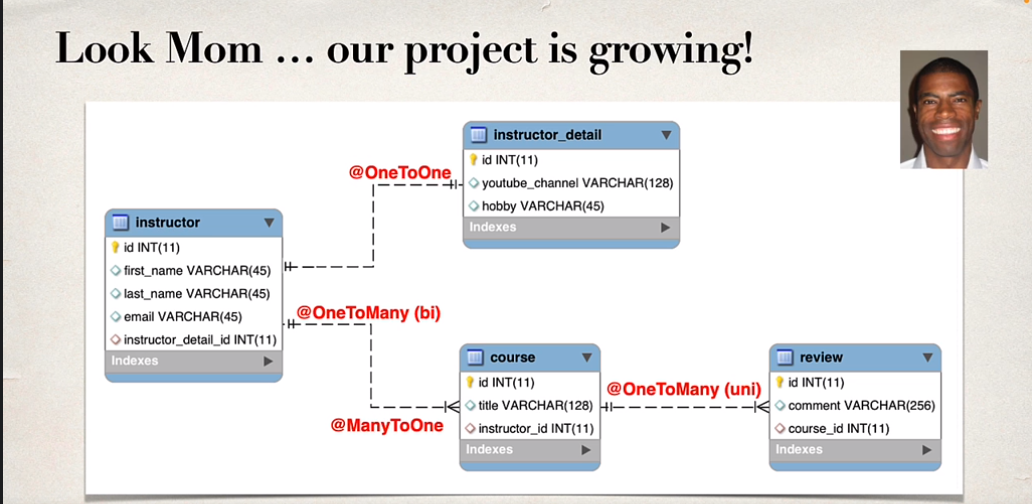 Look Mom … our project is growing!
instructor_detail
id INT(11)
youtube_channel VARCHAR(128)
hobby VARCHAR(45)
Indexes
@OneToOne
instructor
id INT(11)
first_name VARCHAR(45)
last_name VARCHAR(45)
email VARCHAR(45)
instructor_detail_id INT(11)
Indexes
@OneToMany (bi)
@ManyToOne
course
id INT(11)
title VARCHAR(128)
instructor_id INT(11)
Indexes
@OneToMany (uni)
review
id INT(11)
comment VARCHAR(256)
course_id INT(11)
Indexes